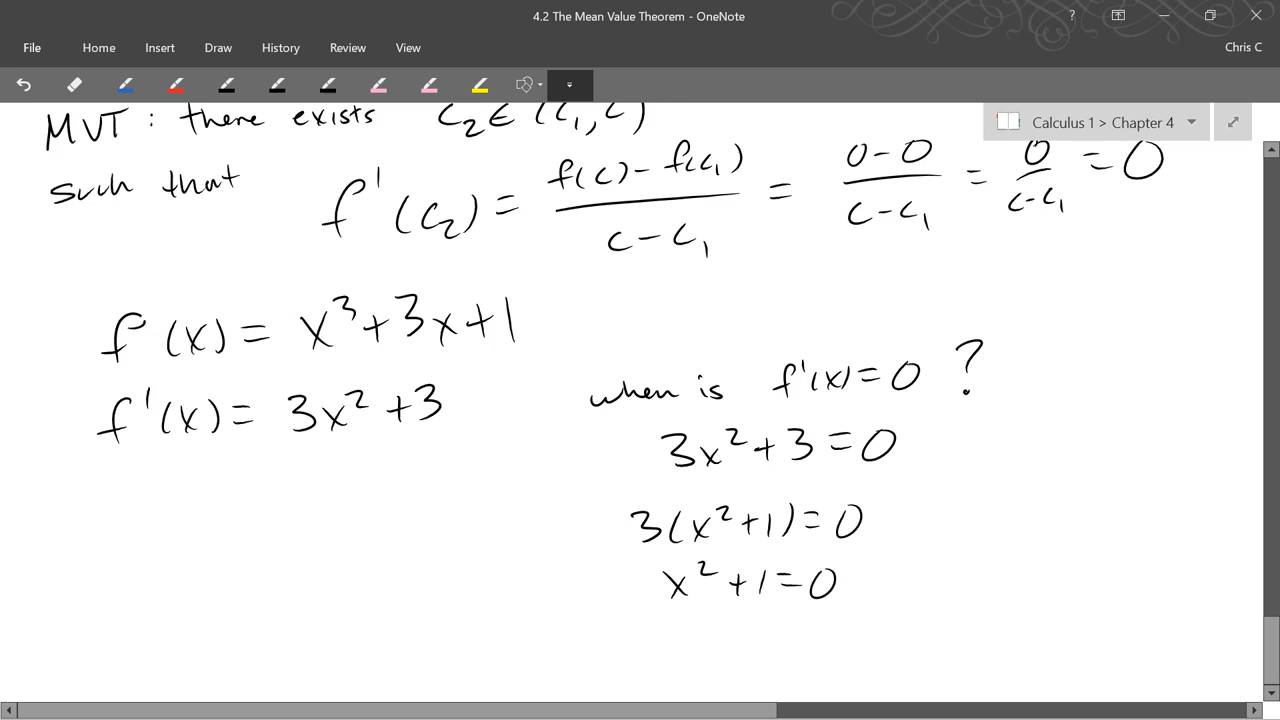 4.2 The Mean Value Theorem - OneNote
File Home Insert Draw History Review View Chris C
Calculus 1 > Chapter 4
MVT : there exists c₂ ∈ (c₁, c)
such that f'(c₂) = f(c) - f(c₁) / c - c₁ = 0 - 0 / c - c₁ = 0 / c - c₁ = 0
f(x) = x³ + 3x + 1
f'(x) = 3x² + 3
when is f'(x) = 0 ?
3x² + 3 = 0
3(x² + 1) = 0
x² + 1 = 0